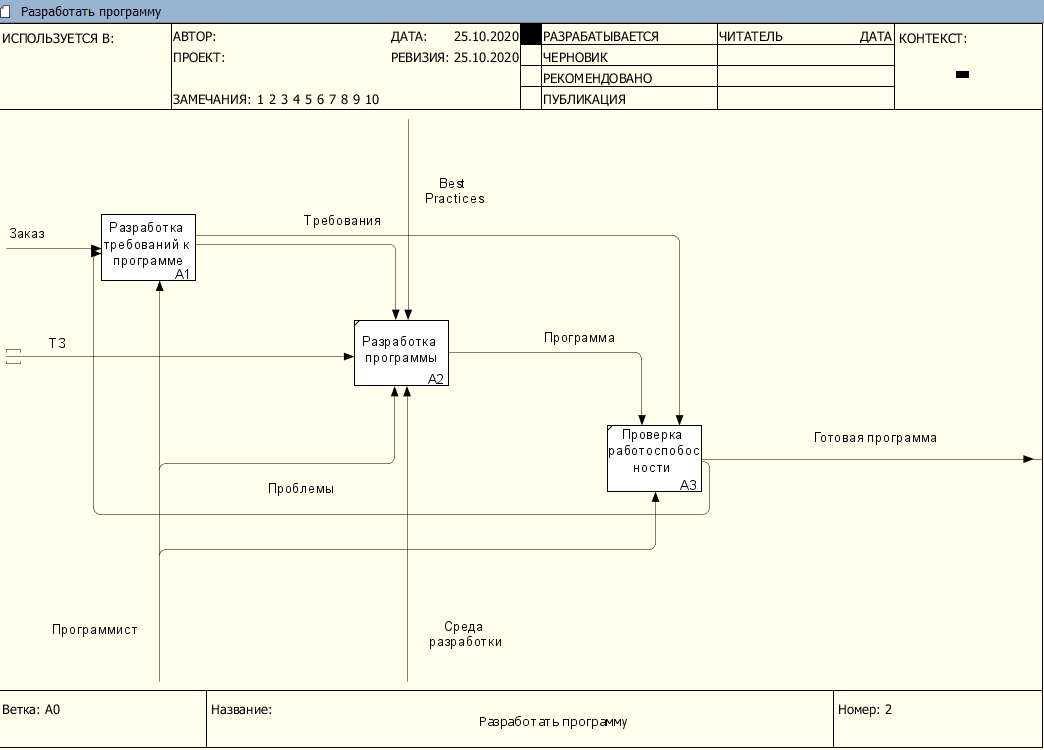 Разработать программу
ИСПОЛЬЗУЕТСЯ В:
АВТОР:
ДАТА: 25.10.2020
РАЗРАБАТЫВАЕТСЯ
ЧИТАТЕЛЬ
ДАТА
КОНТЕКСТ:
ПРОЕКТ:
РЕВИЗИЯ: 25.10.2020
ЧЕРНОВИК
РЕКОМЕНДОВАНО
ЗАМЕЧАНИЯ: 1 2 3 4 5 6 7 8 9 10
ПУБЛИКАЦИЯ
Best
Practices
Требования
Заказ
Разработка
требований к
программе
A1
ТЗ
Разработка
программы
A2
Программа
Проверка
работоспобос
ности
A3
Готовая программа
Проблемы
Программист
Среда
разработки
Ветка: A0
Название:
Разработать программу
Номер: 2